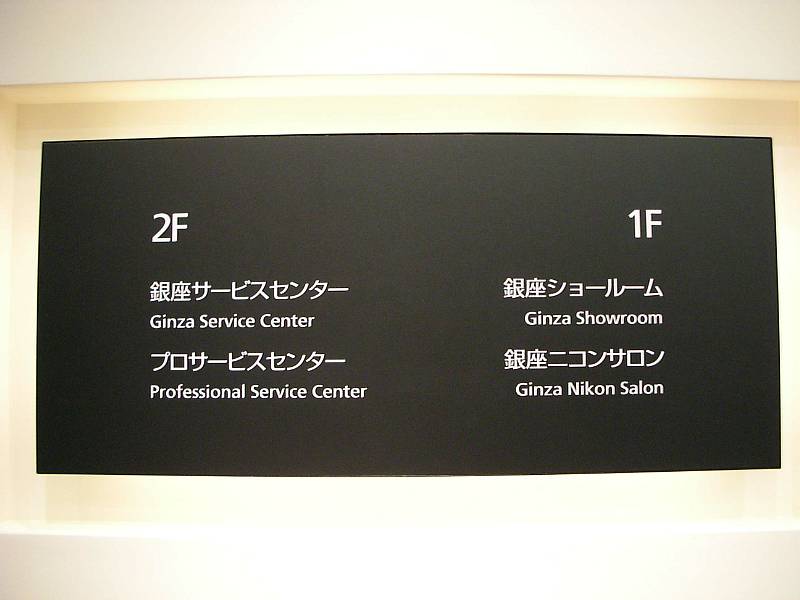 2F
銀座サービスセンター
Ginza Service Center
プロサービスセンター
Professional Service Center
1F
銀座ショールーム
Ginza Showroom
銀座ニコンサロン
Ginza Nikon Salon